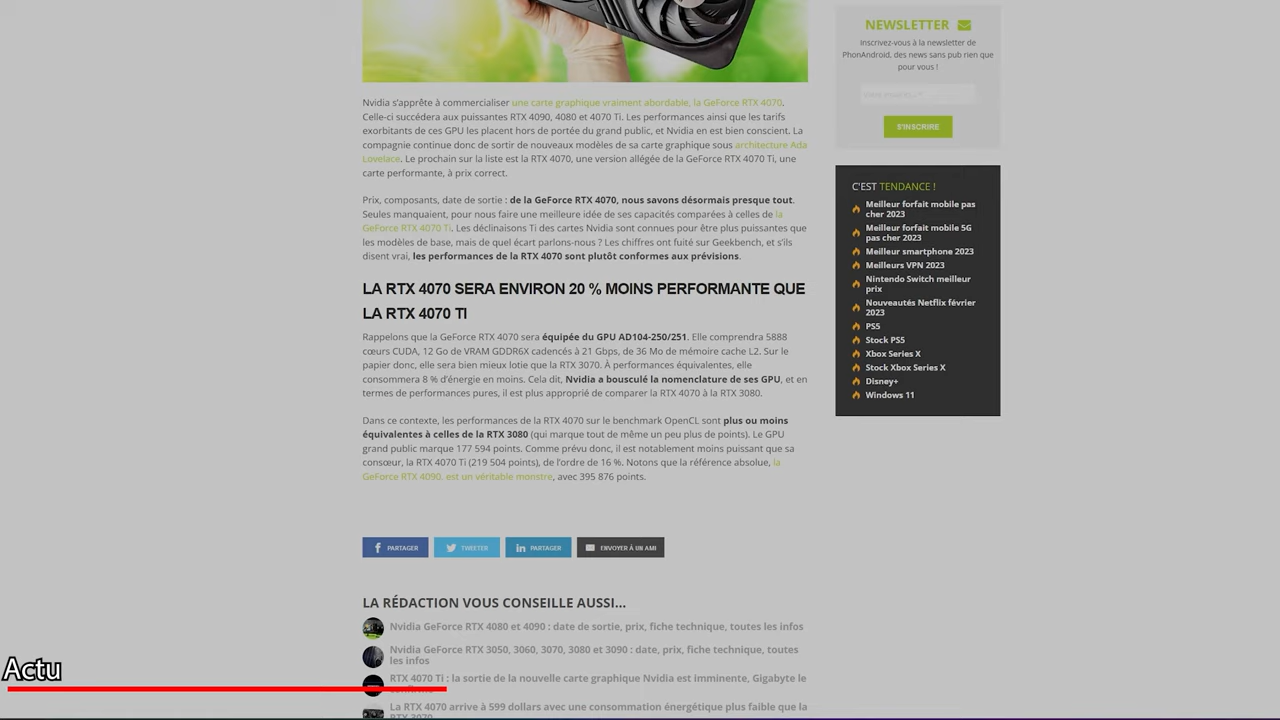 Nvidia s'apprête à commercialiser une carte graphique vraiment abordable, la GeForce RTX 4070.
Celle-ci succédera aux puissantes RTX 4090, 4080 et 4070 Ti. Les performances ainsi que les tarifs
exorbitants de ces GPU les placent hors de portée du grand public, et Nvidia en est bien conscient. La
compagnie continue donc de sortir de nouveaux modèles de sa carte graphique sous architecture Ada
Lovelace. Le prochain sur la liste est la RTX 4070, une version allégée de la GeForce RTX 4070 Ti, une
carte performante, à prix correct.
Prix, composants, date de sortie : de la GeForce RTX 4070, nous savons désormais presque tout.
Seules manquaient, pour nous faire une meilleure idée de ses capacités comparées à celles de la
GeForce RTX 4070 Ti. Les déclinaisons Ti des cartes Nvidia sont connues pour être plus puissantes que
les modèles de base, mais de quel écart parlons-nous ? Les chiffres ont fuité sur Geekbench, et s'ils
disent vrai, les performances de la RTX 4070 sont plutôt conformes aux prévisions.
LA RTX 4070 SERA ENVIRON 20 % MOINS PERFORMANTE QUE
LA RTX 4070 TI
Rappelons que la GeForce RTX 4070 sera équipée du GPU AD104-250/251. Elle comprendra 5888
cœurs CUDA, 12 Go de VRAM GDDR6X cadencés à 21 Gbps, de 36 Mo de mémoire cache L2. Sur le
papier donc, elle sera bien mieux lotie que la RTX 3070. À performances équivalentes, elle
consommera 8 % d'énergie en moins. Cela dit, Nvidia a bousculé la nomenclature de ses GPU, et en
termes de performances pures, il est plus approprié de comparer la RTX 4070 à la RTX 3080.
Dans ce contexte, les performances de la RTX 4070 sur le benchmark OpenCL sont plus ou moins
équivalentes à celles de la RTX 3080 (qui marque tout de même un peu plus de points). Le GPU
grand public marque 177 594 points. Comme prévu donc, il est notablement moins puissant que sa
consœur, la RTX 4070 Ti (219 504 points), de l'ordre de 16 %. Notons que la référence absolue, la
GeForce RTX 4090, est un véritable monstre, avec 395 876 points.
PARTAGER
TWEETER
PARTAGER
ENVOYER À UN AMI
LA RÉDACTION VOUS CONSEILLE AUSSI...
Nvidia GeForce RTX 4080 et 4090 : date de sortie, prix, fiche technique, toutes les infos
Nvidia GeForce RTX 3050, 3060, 3070, 3080 et 3090 : date, prix, fiche technique, toutes
les infos
RTX 4070 Ti : la sortie de la nouvelle carte graphique Nvidia est imminente, Gigabyte le
La RTX 4070 arrive à 599 dollars avec une consommation énergétique plus faible que la
RTX 3070
NEWSLETTER
Inscrivez-vous à la newsletter de
PhonAndroid, des news sans pub rien que
pour vous !
S'INSCRIRE
C'EST TENDANCE !
Meilleur forfait mobile pas
cher 2023
Meilleur forfait mobile 5G
pas cher 2023
Meilleur smartphone 2023
Meilleurs VPN 2023
Nintendo Switch meilleur
prix
Nouveautés Netflix février
2023
PS5
Stock PS5
Xbox Series X
Stock Xbox Series X
Disney+
Windows 11
Actu